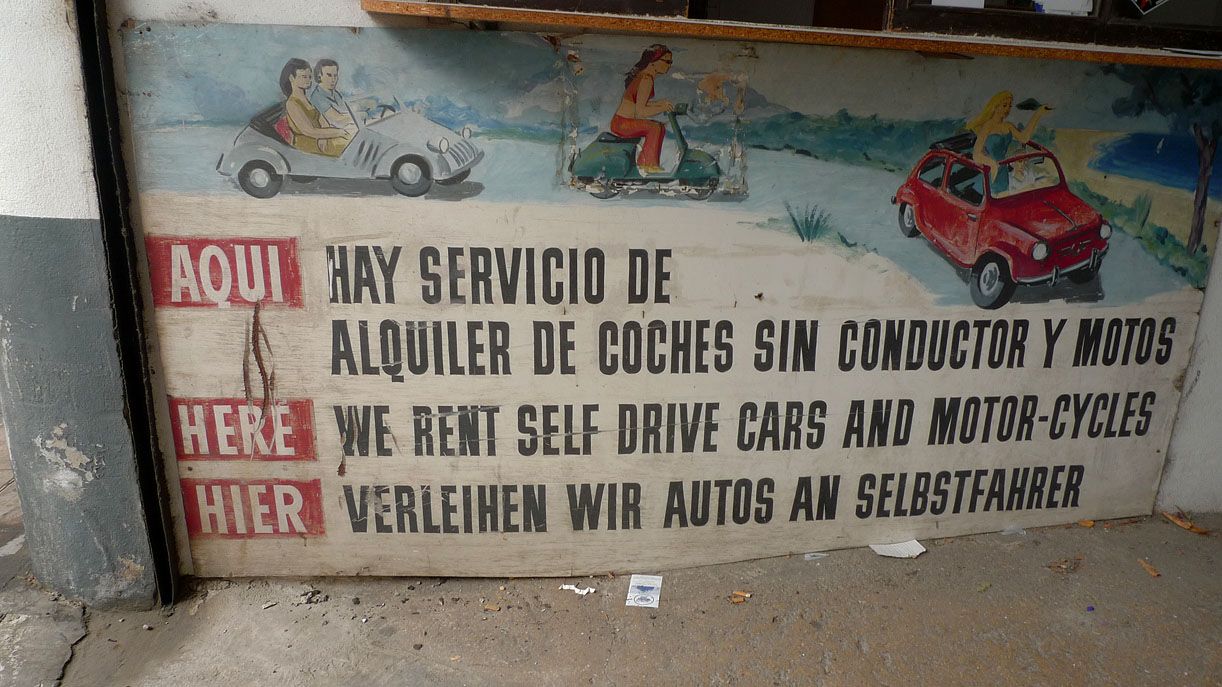 AQUI HAY SERVICIO DE
ALQUILER DE COCHES SIN CONDUCTOR Y MOTOS
HERE WE RENT SELF DRIVE CARS AND MOTOR-CYCLES
HIER VERLEIHEN WIR AUTOS AN SELBSTFAHRER